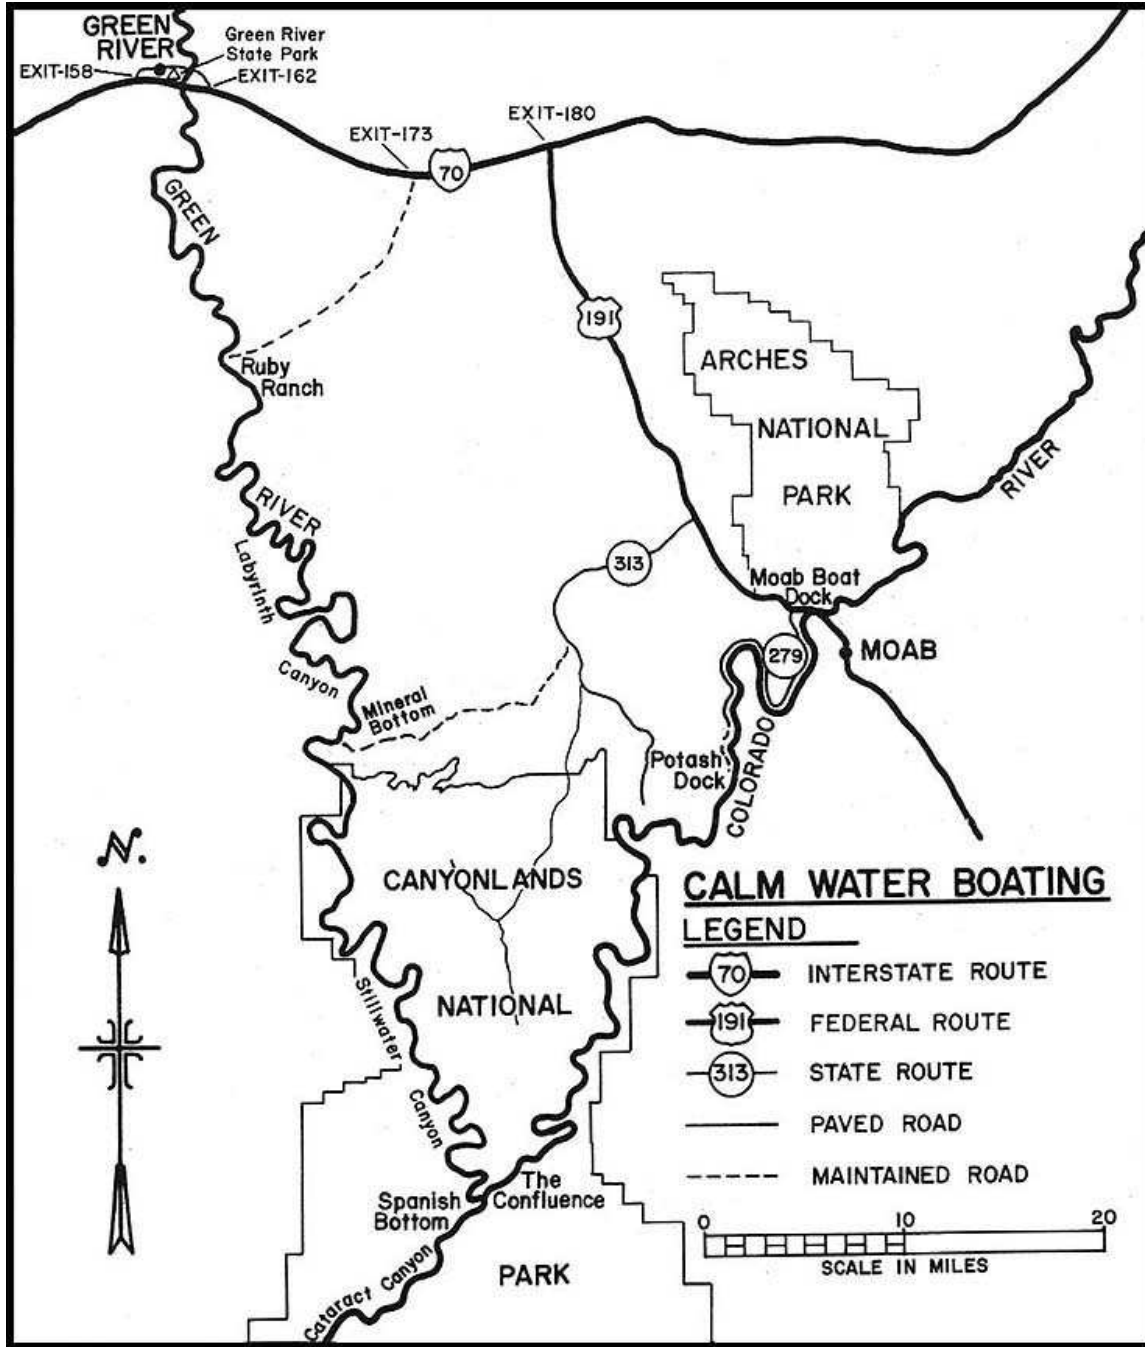 GREEN
RIVER
Green River
State Park
EXIT-158
EXIT-162
EXIT-173
EXIT-180
70
GREEN
191
ARCHES
NATIONAL
PARK
RIVER
Ruby
Ranch
RIVER
Labyrinth
Canyon
313
Moab Boat
Dock
279
MOAB
Mineral
Bottom
Potash
Dock
COLORADO
CANYONLANDS
NATIONAL
PARK
Stillwater
Canyon
The
Confluence
Spanish
Bottom
Cataract Canyon
N.
CALM WATER BOATING
LEGEND
70 INTERSTATE ROUTE
191 FEDERAL ROUTE
313 STATE ROUTE
PAVED ROAD
MAINTAINED ROAD
0 10 20
SCALE IN MILES